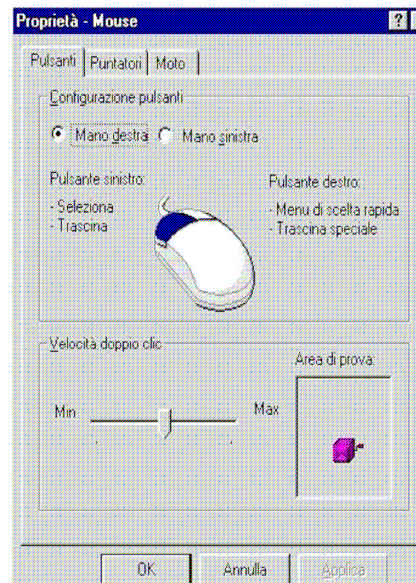 Proprietà - Mouse
Pulsanti Puntatori Moto
Configurazione pulsanti
Mano destra Mano sinistra
Pulsante sinistro: Pulsante destro:
- Seleziona - Menu di scelta rapida
- Trascina - Trascina speciale
Velocità doppio clic
Area di prova:
Min Max
OK Annulla Applica